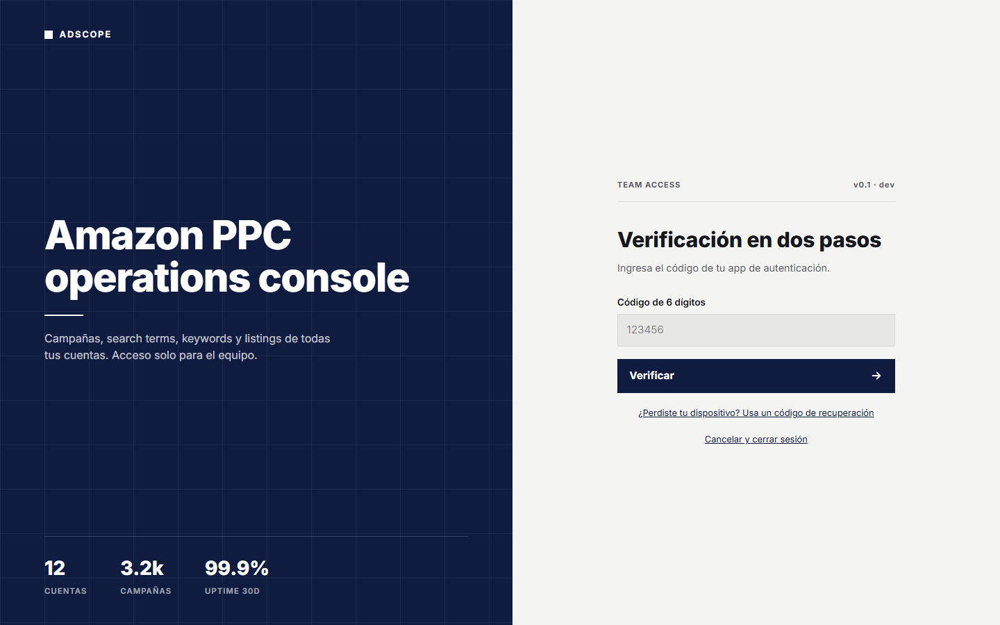 ADSCOPE
Amazon PPC
operations console
Campañas, search terms, keywords y listings de todas
tus cuentas. Acceso solo para el equipo.
12
CUENTAS
3.2k
CAMPAÑAS
99.9%
UPTIME 30D
TEAM ACCESS
v0.1 · dev
Verificación en dos pasos
Ingresa el código de tu app de autenticación.
Código de 6 dígitos
123456
Verificar →
¿Perdiste tu dispositivo? Usa un código de recuperación
Cancelar y cerrar sesión